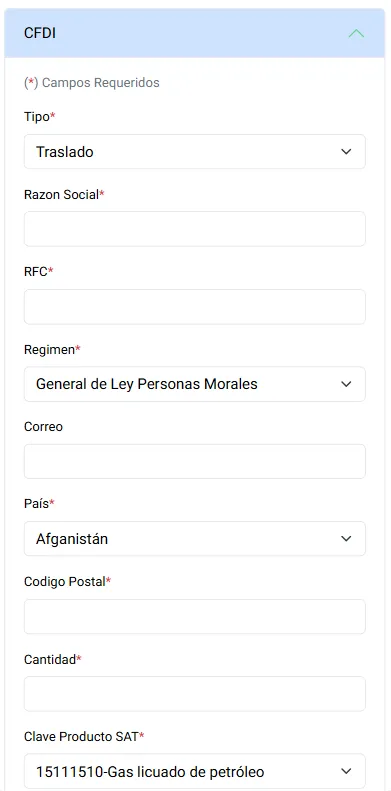 CFDI
(*) Campos Requeridos
Tipo*
Traslado
Razon Social*
RFC*
Regimen*
General de Ley Personas Morales
Correo
País*
Afganistán
Codigo Postal*
Cantidad*
Clave Producto SAT*
15111510-Gas licuado de petróleo